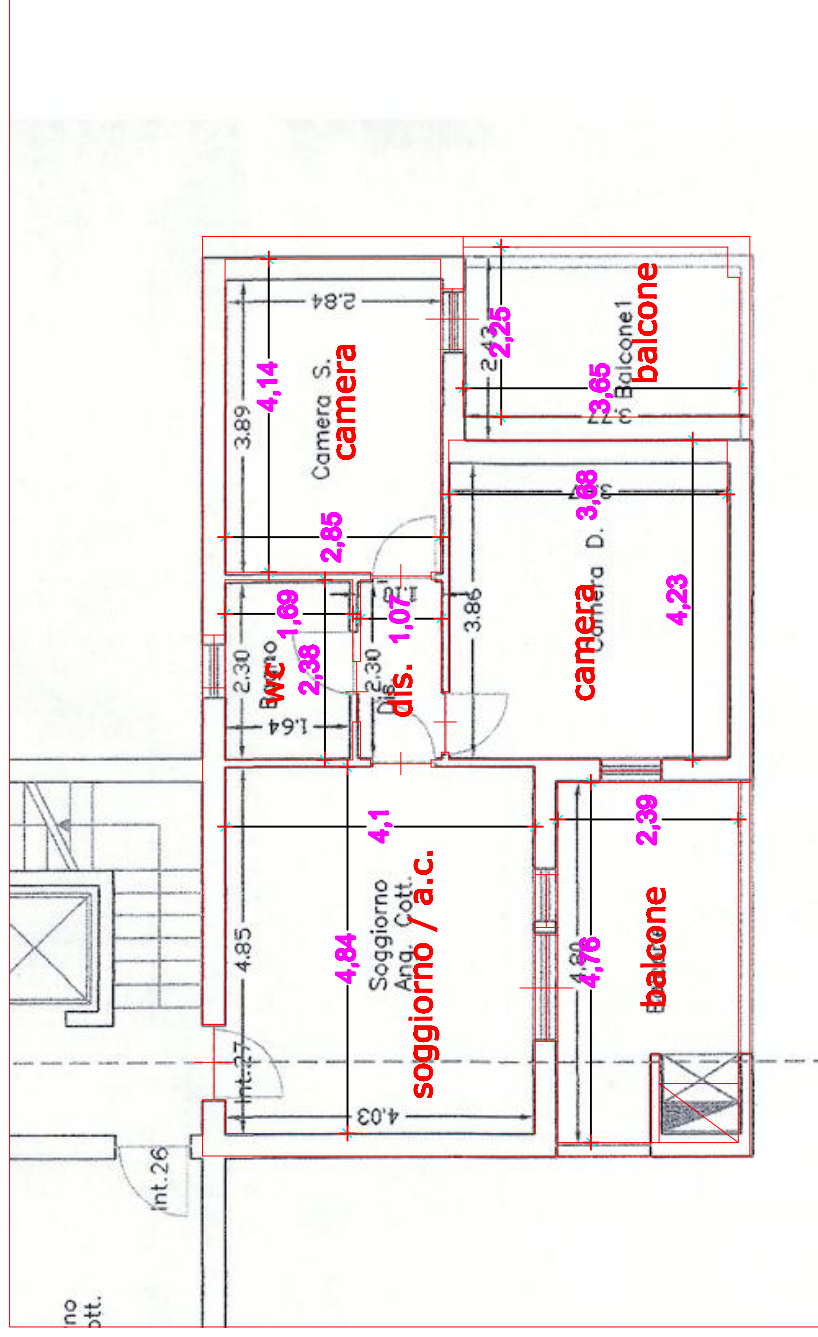 2.84
4,14
3.89
Camera S.
camera
2,85
2.43
2,25
3,65
Balcone1
balcone
3,68
3.86
Camera D.
camera
4,23
1,69
2.30
wc
2,38
1.64
1,07
2.30
Dis.
dis.
4,1
4.85
4,84
Soggiorno
Ang. Cott.
soggiorno / a.c.
4.03
Int.27
2,39
4.80
4,76
balcone
Int.26
no
ott.